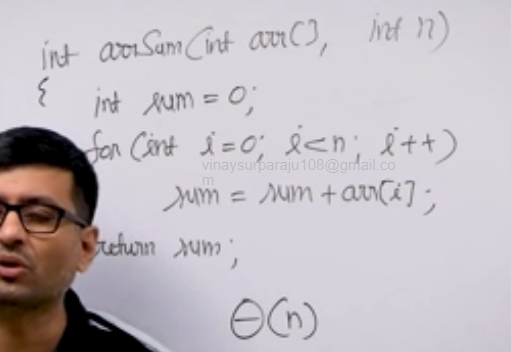 int arrSum(int arr[], int n)
{ int sum = 0;
for (int i=0; i<n; i++)
vinaysurparaju108@gmail.co
m
sum = sum + arr[i];
return sum;
Θ(n)